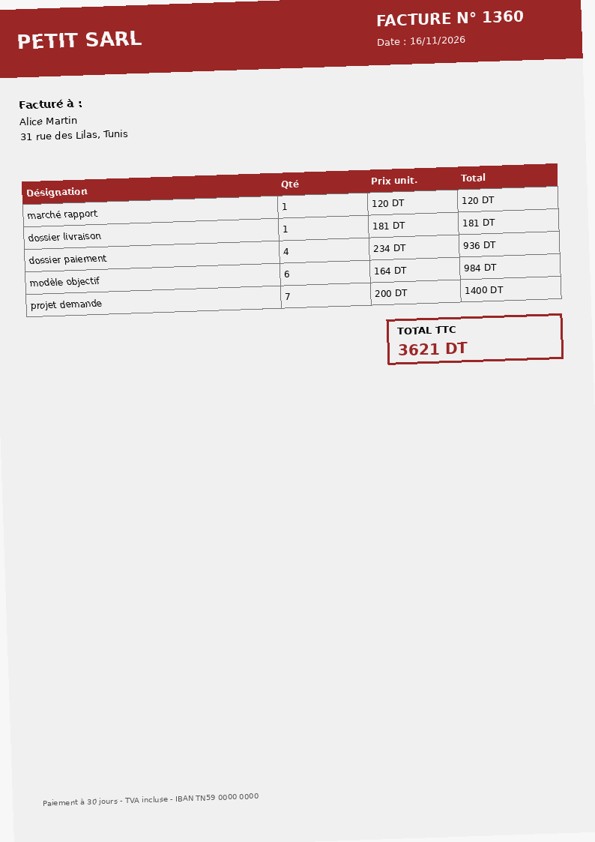 PETIT SARL
FACTURE N° 1360
Date : 16/11/2026
Facturé à :
Alice Martin
31 rue des Lilas, Tunis
Désignation Qté Prix unit. Total
marché rapport 1 120 DT 120 DT
dossier livraison 1 181 DT 181 DT
dossier paiement 4 234 DT 936 DT
modèle objectif 6 164 DT 984 DT
projet demande 7 200 DT 1400 DT
TOTAL TTC
3621 DT
Paiement à 30 jours - TVA incluse - IBAN TN59 0000 0000